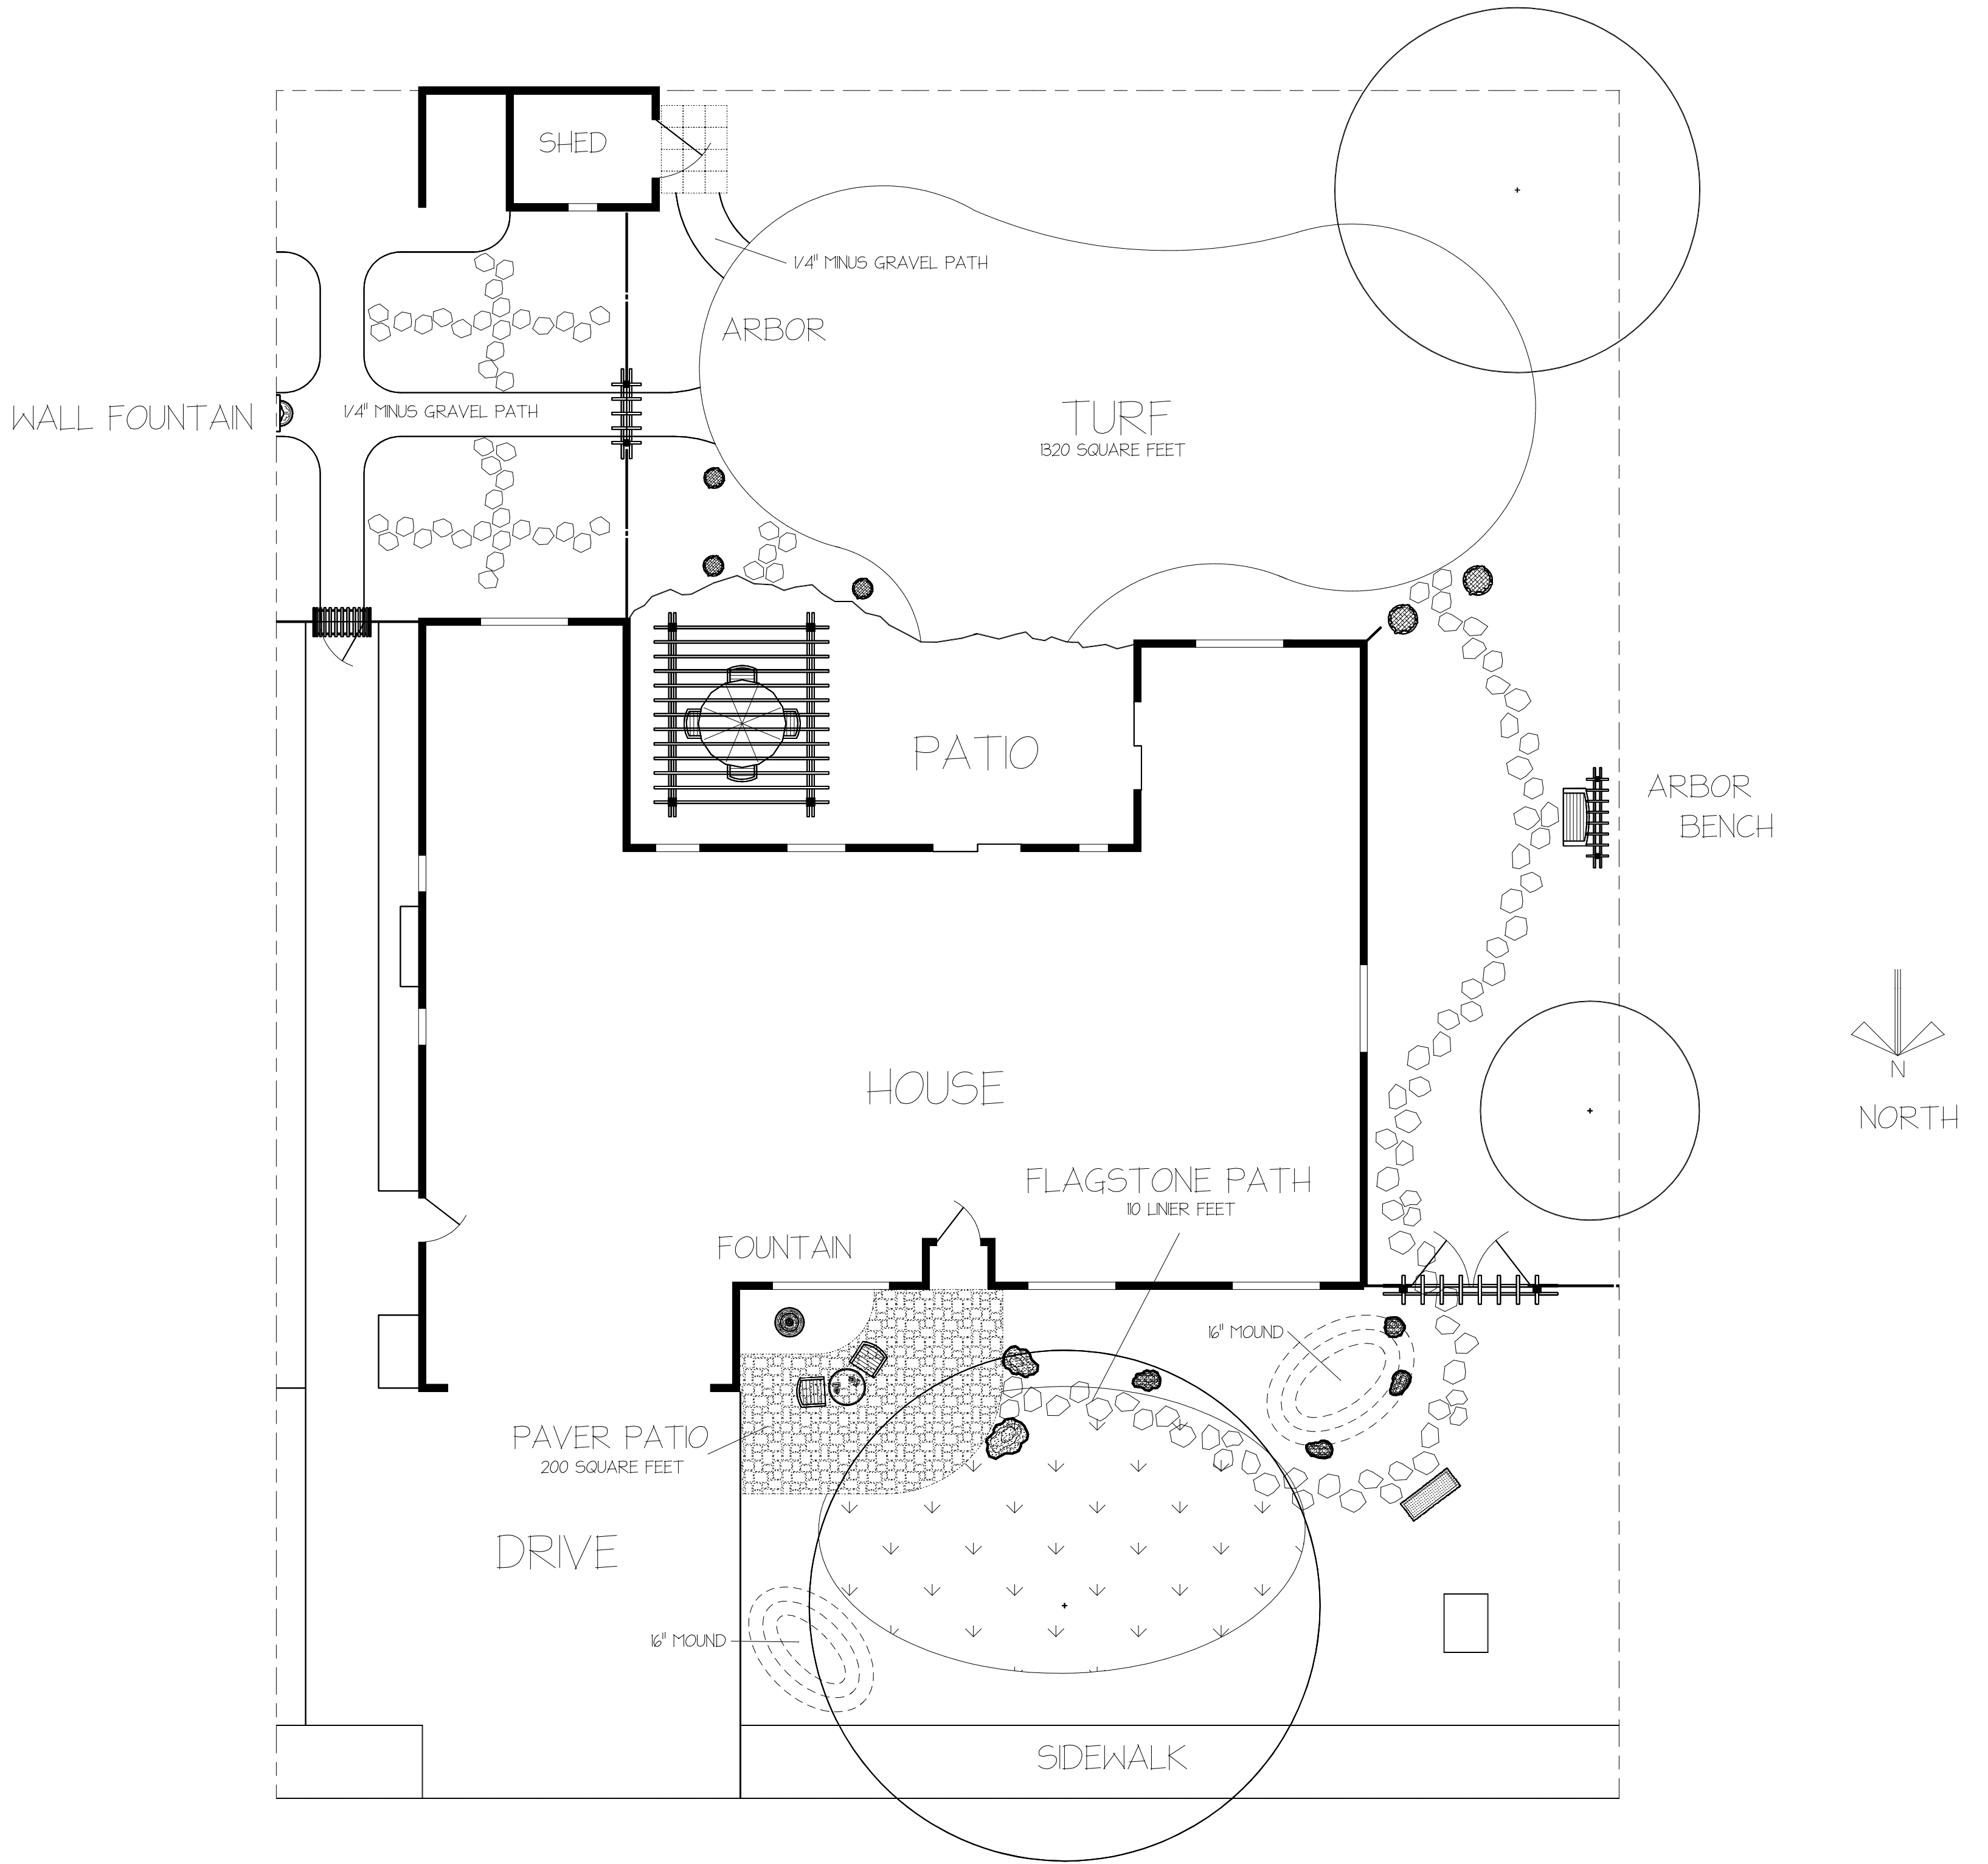 SHED
1/4" MINUS GRAVEL PATH
ARBOR
WALL FOUNTAIN
1/4" MINUS GRAVEL PATH
TURF
1320 SQUARE FEET
PATIO
ARBOR
BENCH
HOUSE
N
NORTH
FLAGSTONE PATH
110 LINIER FEET
FOUNTAIN
16" MOUND
PAVER PATIO
200 SQUARE FEET
DRIVE
16" MOUND
SIDEWALK